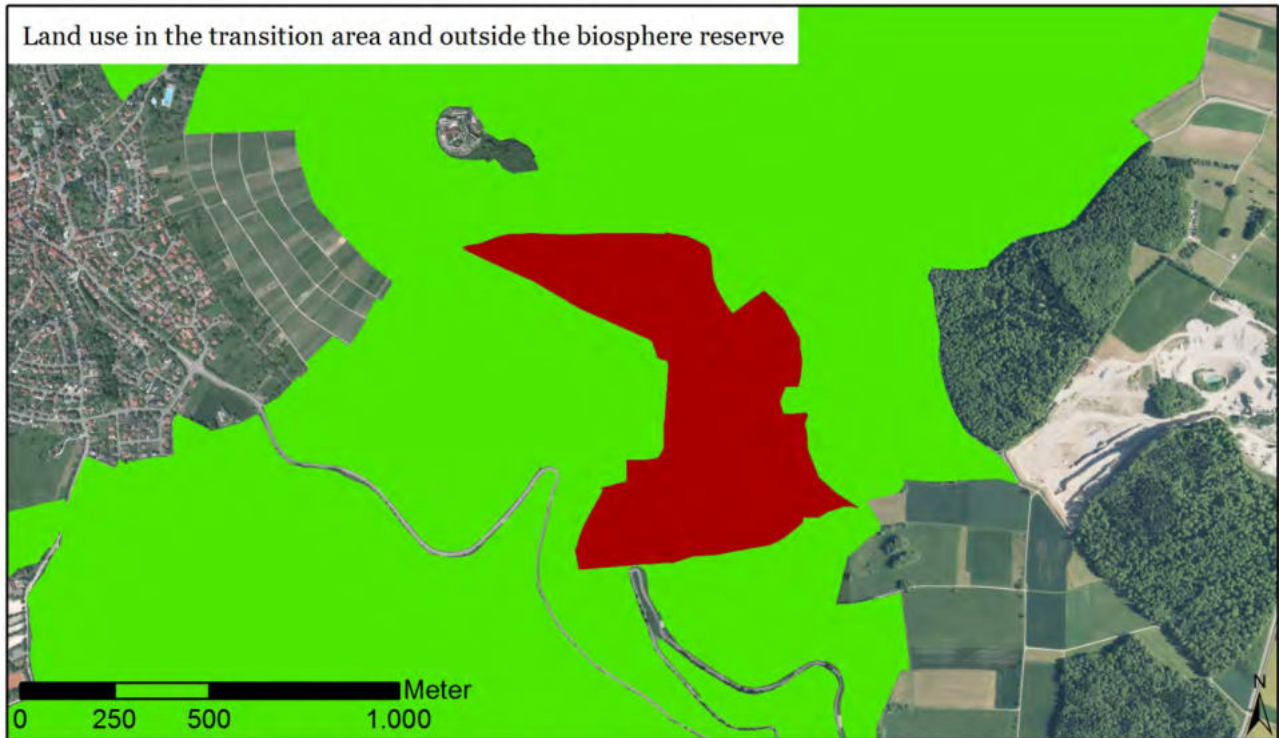 Land use in the transition area and outside the biosphere reserve
Meter
0 250 500 1.000
N